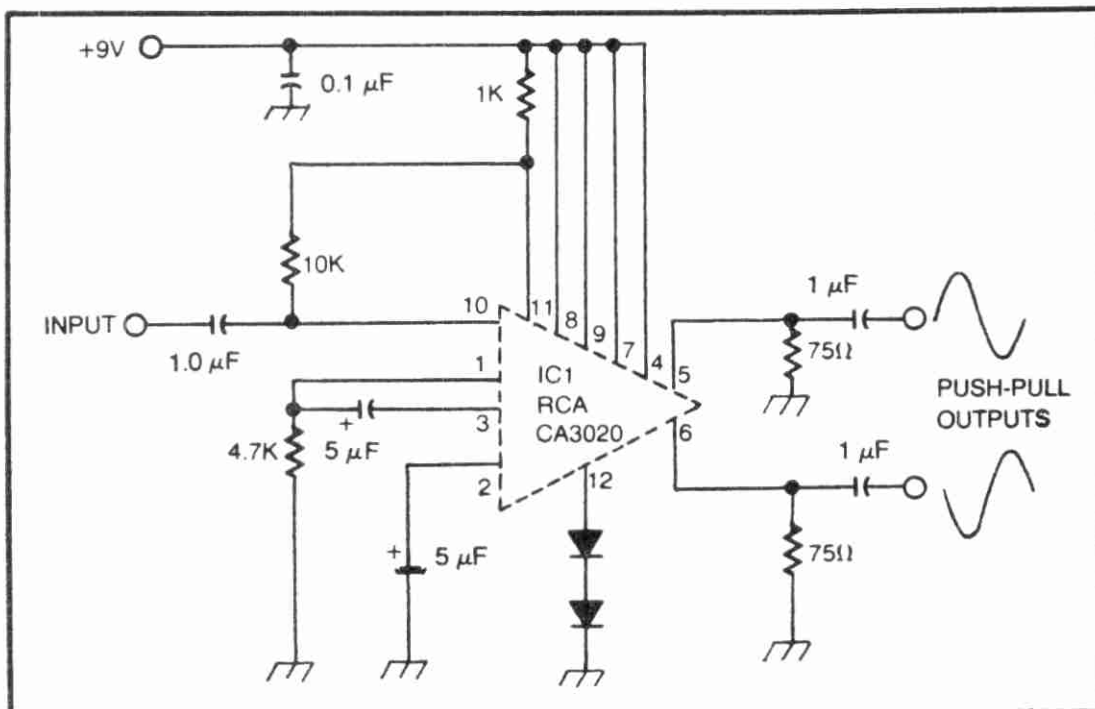 +9V
0.1 µF
1K
10K
INPUT
1.0 µF
10
11
8
9
7
4
5
1
3
2
6
12
IC1
RCA
CA3020
4.7K
+
5 µF
+
5 µF
1 µF
75Ω
PUSH-PULL
OUTPUTS
1 µF
75Ω